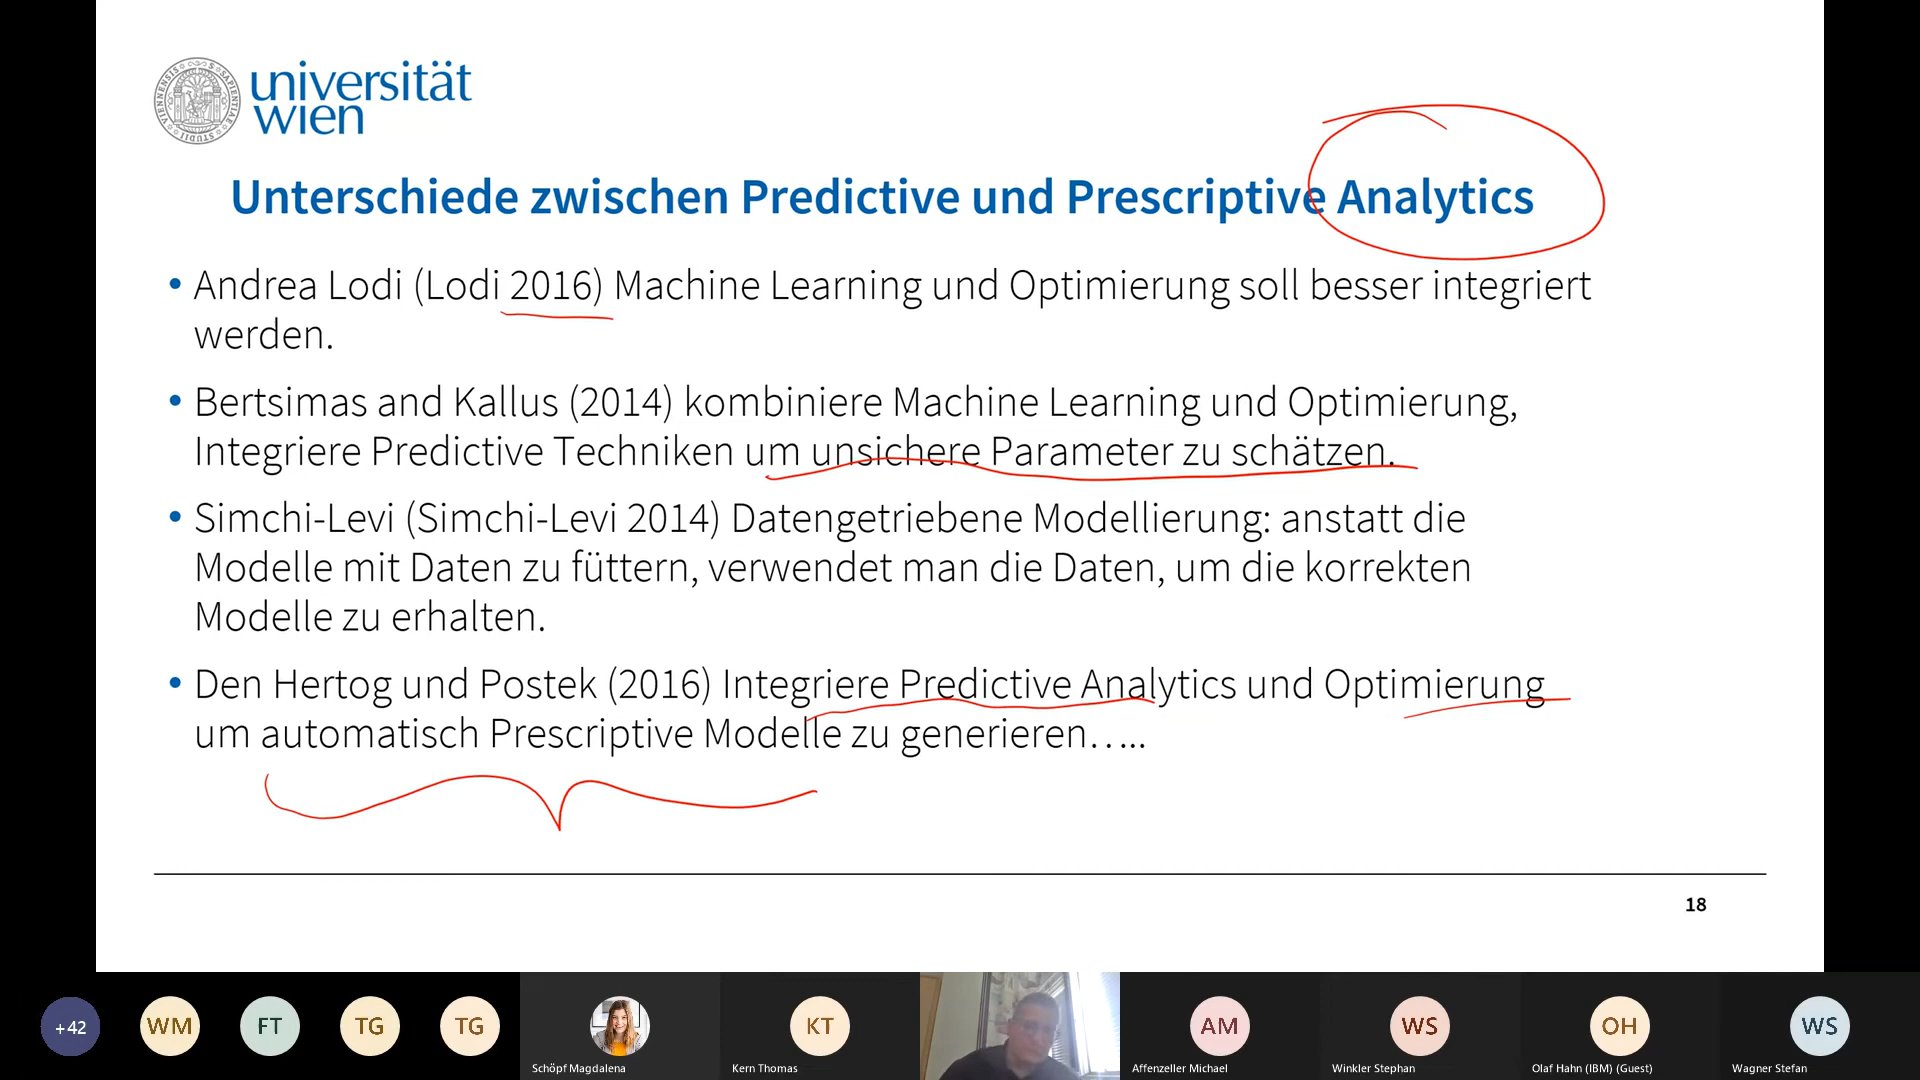 universität
wien
Unterschiede zwischen Predictive und Prescriptive Analytics
• Andrea Lodi (Lodi 2016) Machine Learning und Optimierung soll besser integriert
werden.
• Bertsimas and Kallus (2014) kombiniere Machine Learning und Optimierung,
Integriere Predictive Techniken um unsichere Parameter zu schätzen.
• Simchi-Levi (Simchi-Levi 2014) Datengetriebene Modellierung: anstatt die
Modelle mit Daten zu füttern, verwendet man die Daten, um die korrekten
Modelle zu erhalten.
• Den Hertog und Postek (2016) Integriere Predictive Analytics und Optimierung
um automatisch Prescriptive Modelle zu generieren…..
18
+42
WM
FT
TG
TG
Schöpf Magdalena
KT
Kern Thomas
AM
Affenzeller Michael
WS
Winkler Stephan
OH
Olaf Hahn (IBM) (Guest)
WS
Wagner Stefan